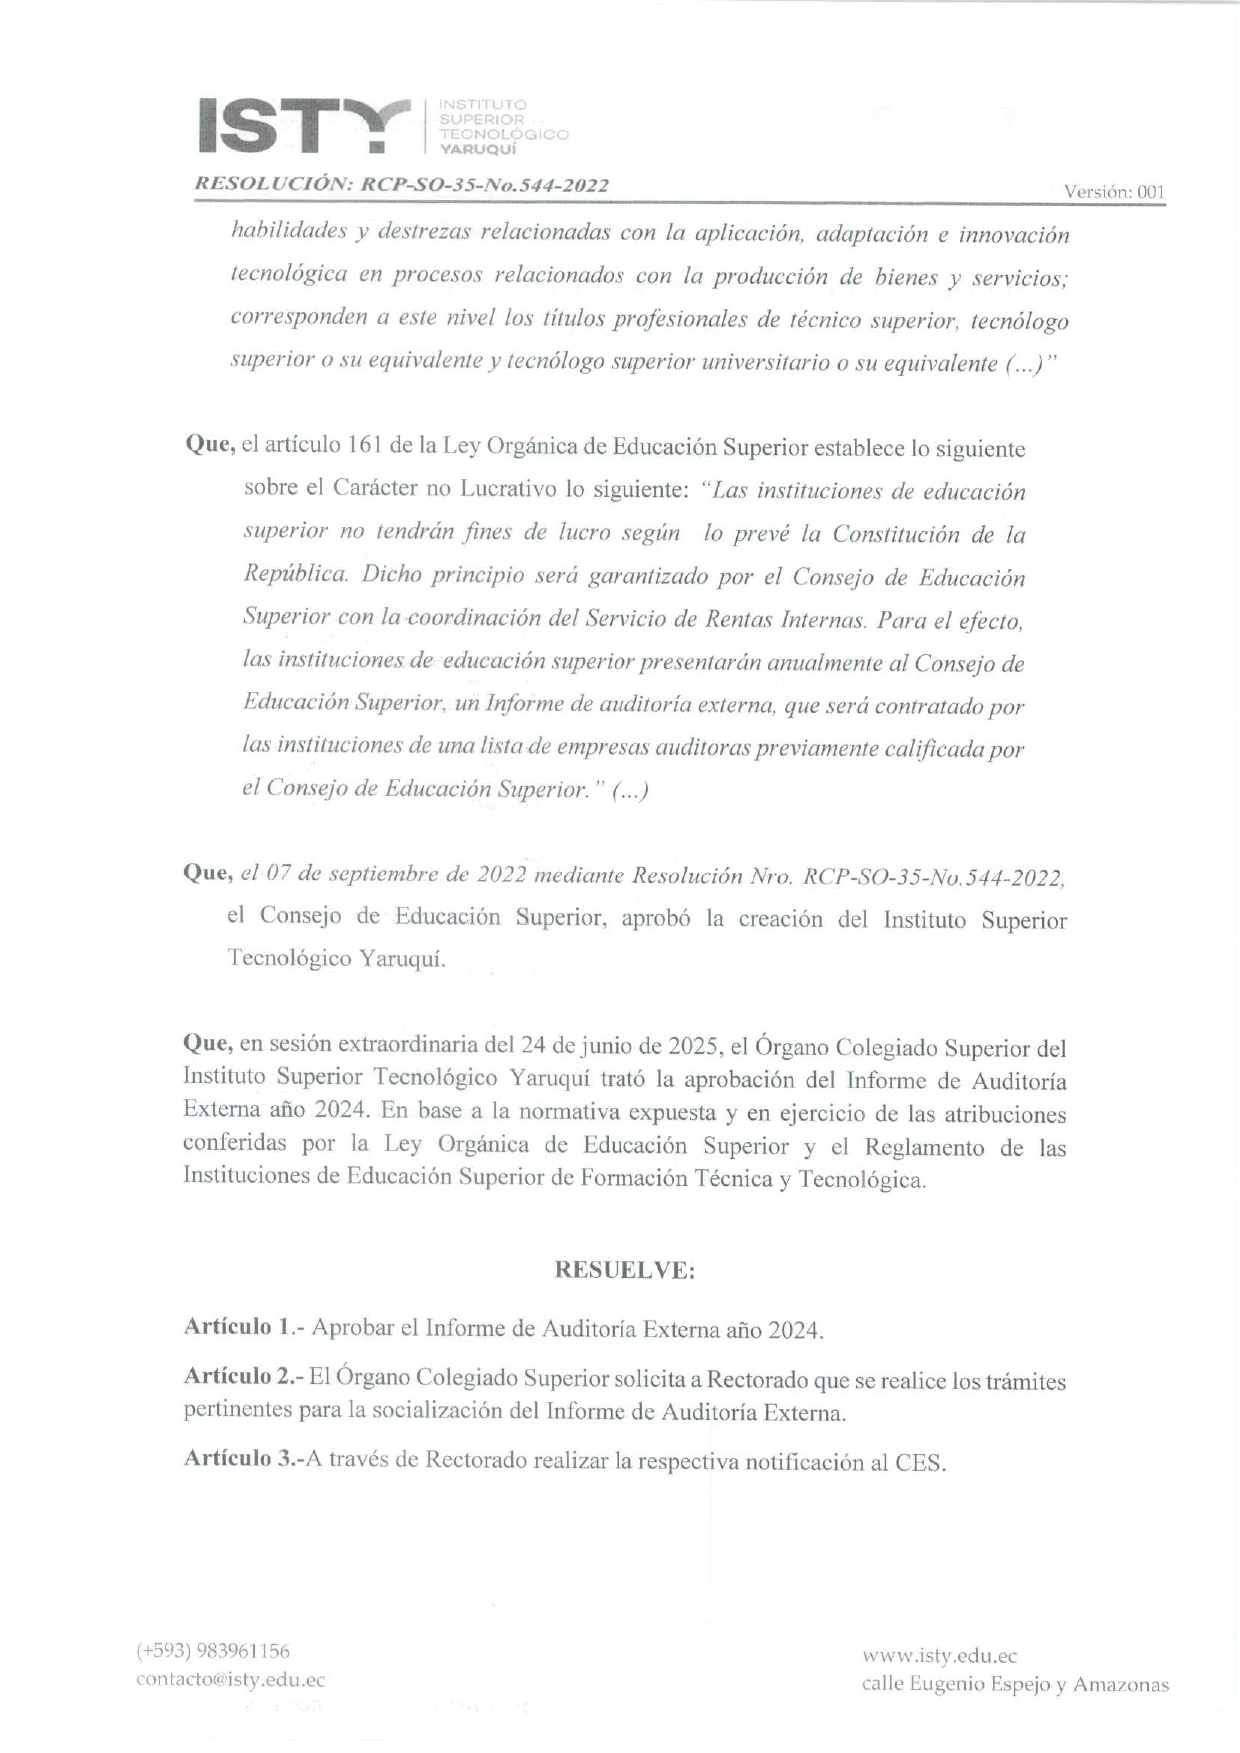 ISTY
INSTITUTO
SUPERIOR
TECNOLÓGICO
YARUQUÍ
RESOLUCIÓN: RCP-SO-35-No.544-2022
Versión: 001
habilidades y destrezas relacionadas con la aplicación, adaptación e innovación
tecnológica en procesos relacionados con la producción de bienes y servicios;
corresponden a este nivel los títulos profesionales de técnico superior, tecnólogo
superior o su equivalente y tecnólogo superior universitario o su equivalente (...)”
Que, el artículo 161 de la Ley Orgánica de Educación Superior establece lo siguiente
sobre el Carácter no Lucrativo lo siguiente: “Las instituciones de educación
superior no tendrán fines de lucro según lo prevé la Constitución de la
República. Dicho principio será garantizado por el Consejo de Educación
Superior con la coordinación del Servicio de Rentas Internas. Para el efecto,
las instituciones de educación superior presentarán anualmente al Consejo de
Educación Superior, un Informe de auditoría externa, que será contratado por
las instituciones de una lista de empresas auditoras previamente calificada por
el Consejo de Educación Superior.” (...)
Que, el 07 de septiembre de 2022 mediante Resolución Nro. RCP-SO-35-No.544-2022,
el Consejo de Educación Superior, aprobó la creación del Instituto Superior
Tecnológico Yaruquí.
Que, en sesión extraordinaria del 24 de junio de 2025, el Órgano Colegiado Superior del
Instituto Superior Tecnológico Yaruquí trató la aprobación del Informe de Auditoría
Externa año 2024. En base a la normativa expuesta y en ejercicio de las atribuciones
conferidas por la Ley Orgánica de Educación Superior y el Reglamento de las
Instituciones de Educación Superior de Formación Técnica y Tecnológica.
RESUELVE:
Artículo 1.- Aprobar el Informe de Auditoría Externa año 2024.
Artículo 2.- El Órgano Colegiado Superior solicita a Rectorado que se realice los trámites
pertinentes para la socialización del Informe de Auditoría Externa.
Artículo 3.-A través de Rectorado realizar la respectiva notificación al CES.
(+593) 983961156
contacto@isty.edu.ec
www.isty.edu.ec
calle Eugenio Espejo y Amazonas